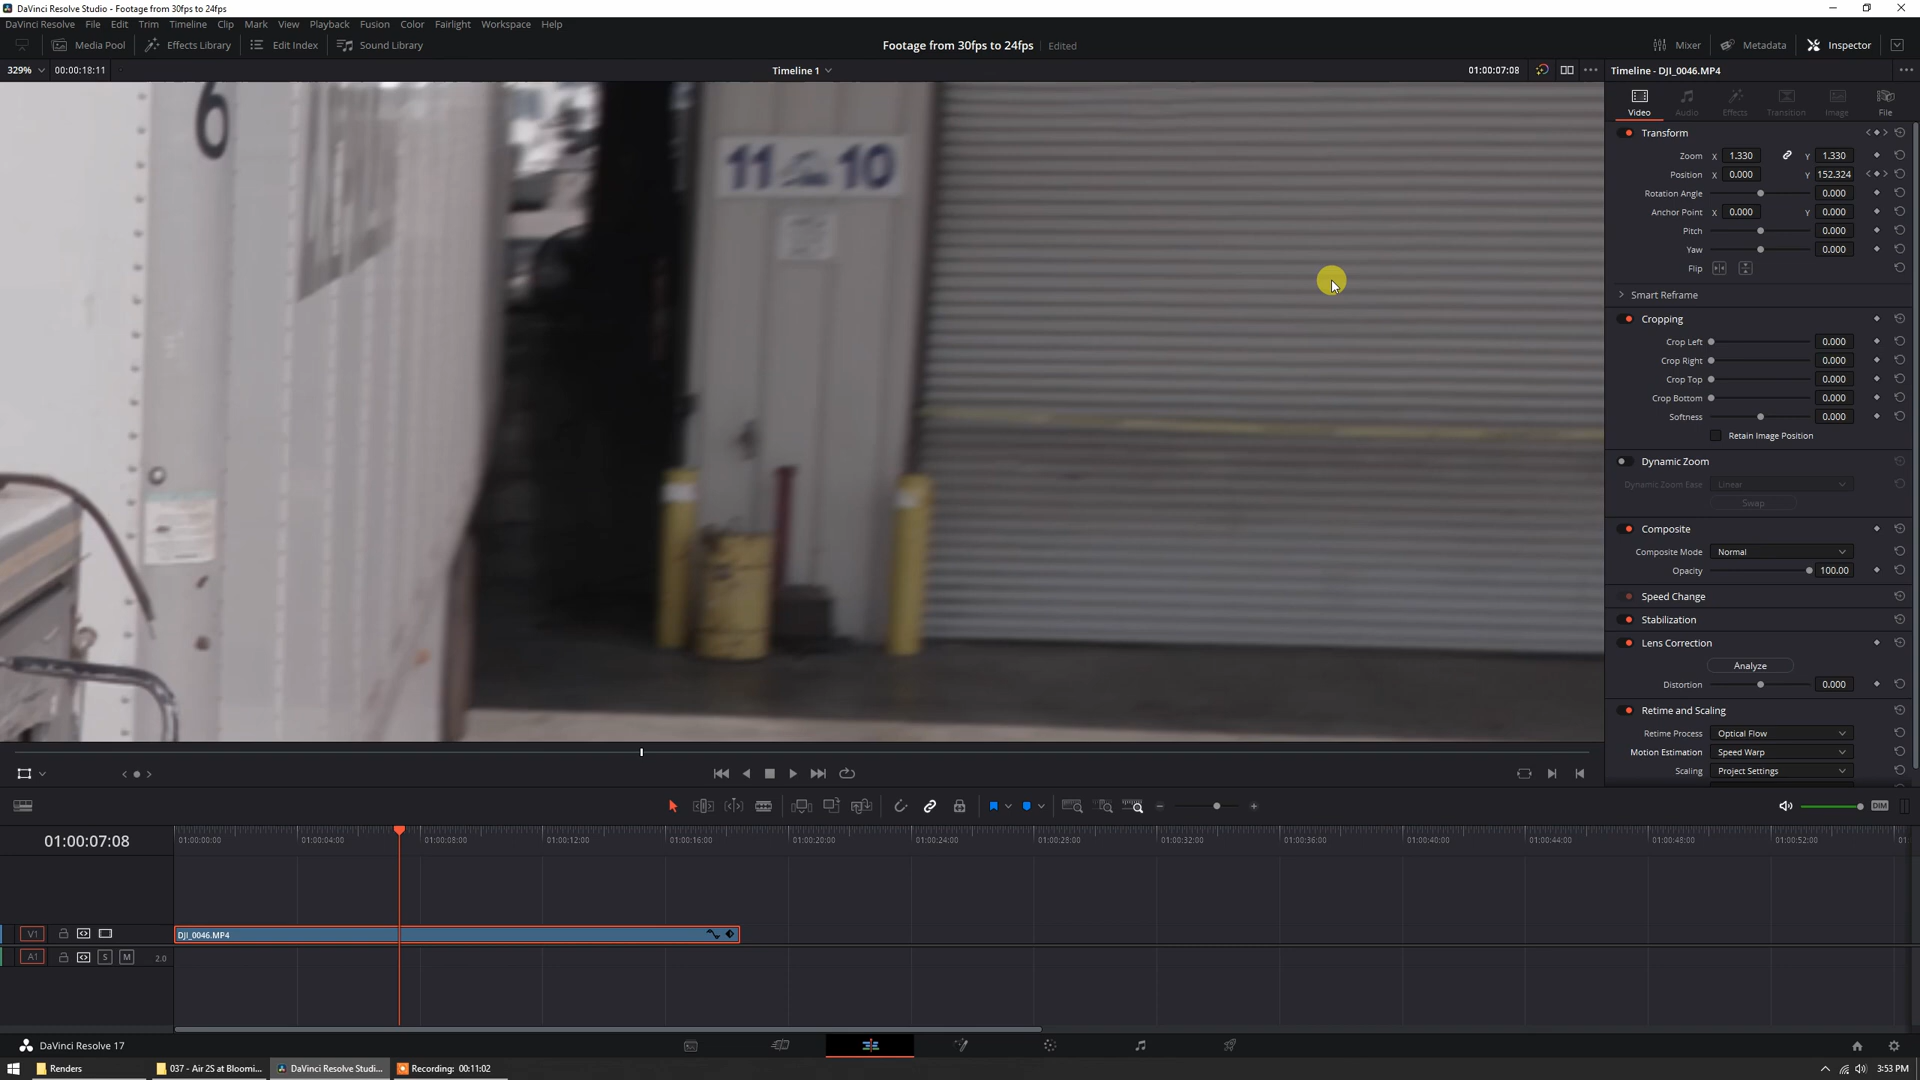 DaVinci Resolve Studio - Footage from 30fps to 24fps
DaVinci Resolve File Edit Trim Timeline Clip Mark View Playback Fusion Color Fairlight Workspace Help
Media Pool Effects Library Edit Index Sound Library Footage from 30fps to 24fps Edited Mixer Metadata Inspector
329% 00:00:18:11 Timeline 1 01:00:07:08 Timeline - DJI_0046.MP4
Video Audio Effects Transition Image File
Transform
Zoom X 1.330 Y 1.330
Position X 0.000 Y 152.324
Rotation Angle 0.000
Anchor Point X 0.000 Y 0.000
Pitch 0.000
Yaw 0.000
Flip
Smart Reframe
Cropping
Crop Left 0.000
Crop Right 0.000
Crop Top 0.000
Crop Bottom 0.000
Softness 0.000
Retain Image Position
Dynamic Zoom
Dynamic Zoom Ease Linear
Swap
Composite
Composite Mode Normal
Opacity 100.00
Speed Change
Stabilization
Lens Correction
Analyze
Distortion 0.000
Retime and Scaling
Retime Process Optical Flow
Motion Estimation Speed Warp
Scaling Project Settings
6
11 10
DIM
01:00:07:08
01:00:00:00 01:00:04:00 01:00:08:00 01:00:12:00 01:00:16:00 01:00:20:00 01:00:24:00 01:00:28:00 01:00:32:00 01:00:36:00 01:00:40:00 01:00:44:00 01:00:48:00 01:00:52:00
V1 DJI_0046.MP4
A1 S M 2.0
DaVinci Resolve 17
Renders 037 - Air 2S at Bloomi... DaVinci Resolve Studi... Recording: 00:11:02 3:53 PM